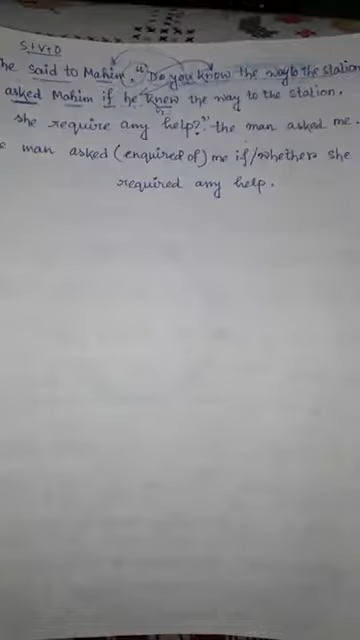 S+V+O
he said to Mahim, "Do you know the way to the station
asked Mahim if he knew the way to the station.
she require any help?" the man asked me.
e man asked (enquired of) me if/whether she
required any help.